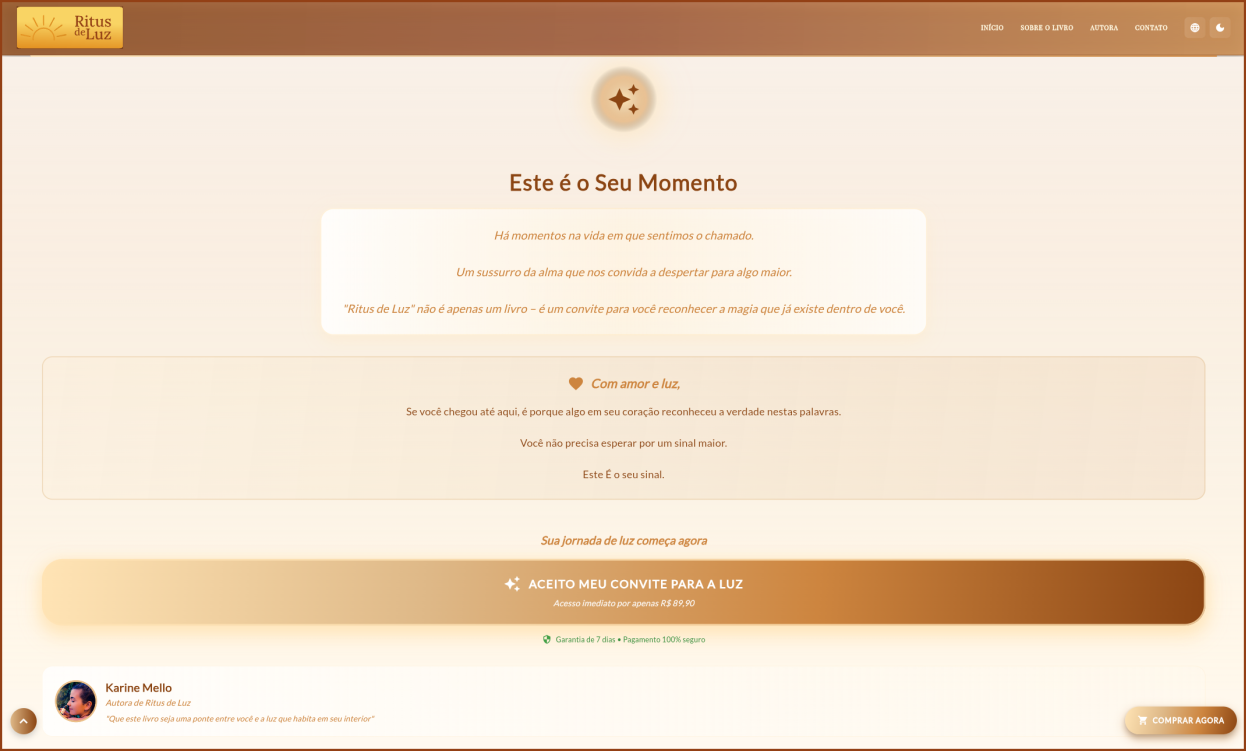 Ritus
de Luz
INÍCIO
SOBRE O LIVRO
AUTORA
CONTATO
Este é o Seu Momento
Há momentos na vida em que sentimos o chamado.
Um sussurro da alma que nos convida a despertar para algo maior.
"Ritus de Luz" não é apenas um livro – é um convite para você reconhecer a magia que já existe dentro de você.
Com amor e luz,
Se você chegou até aqui, é porque algo em seu coração reconheceu a verdade nestas palavras.
Você não precisa esperar por um sinal maior.
Este É o seu sinal.
Sua jornada de luz começa agora
ACEITO MEU CONVITE PARA A LUZ
Acesso imediato por apenas R$ 89,90
Garantia de 7 dias • Pagamento 100% seguro
Karine Mello
Autora de Ritus de Luz
"Que este livro seja uma ponte entre você e a luz que habita em seu interior"
COMPRAR AGORA